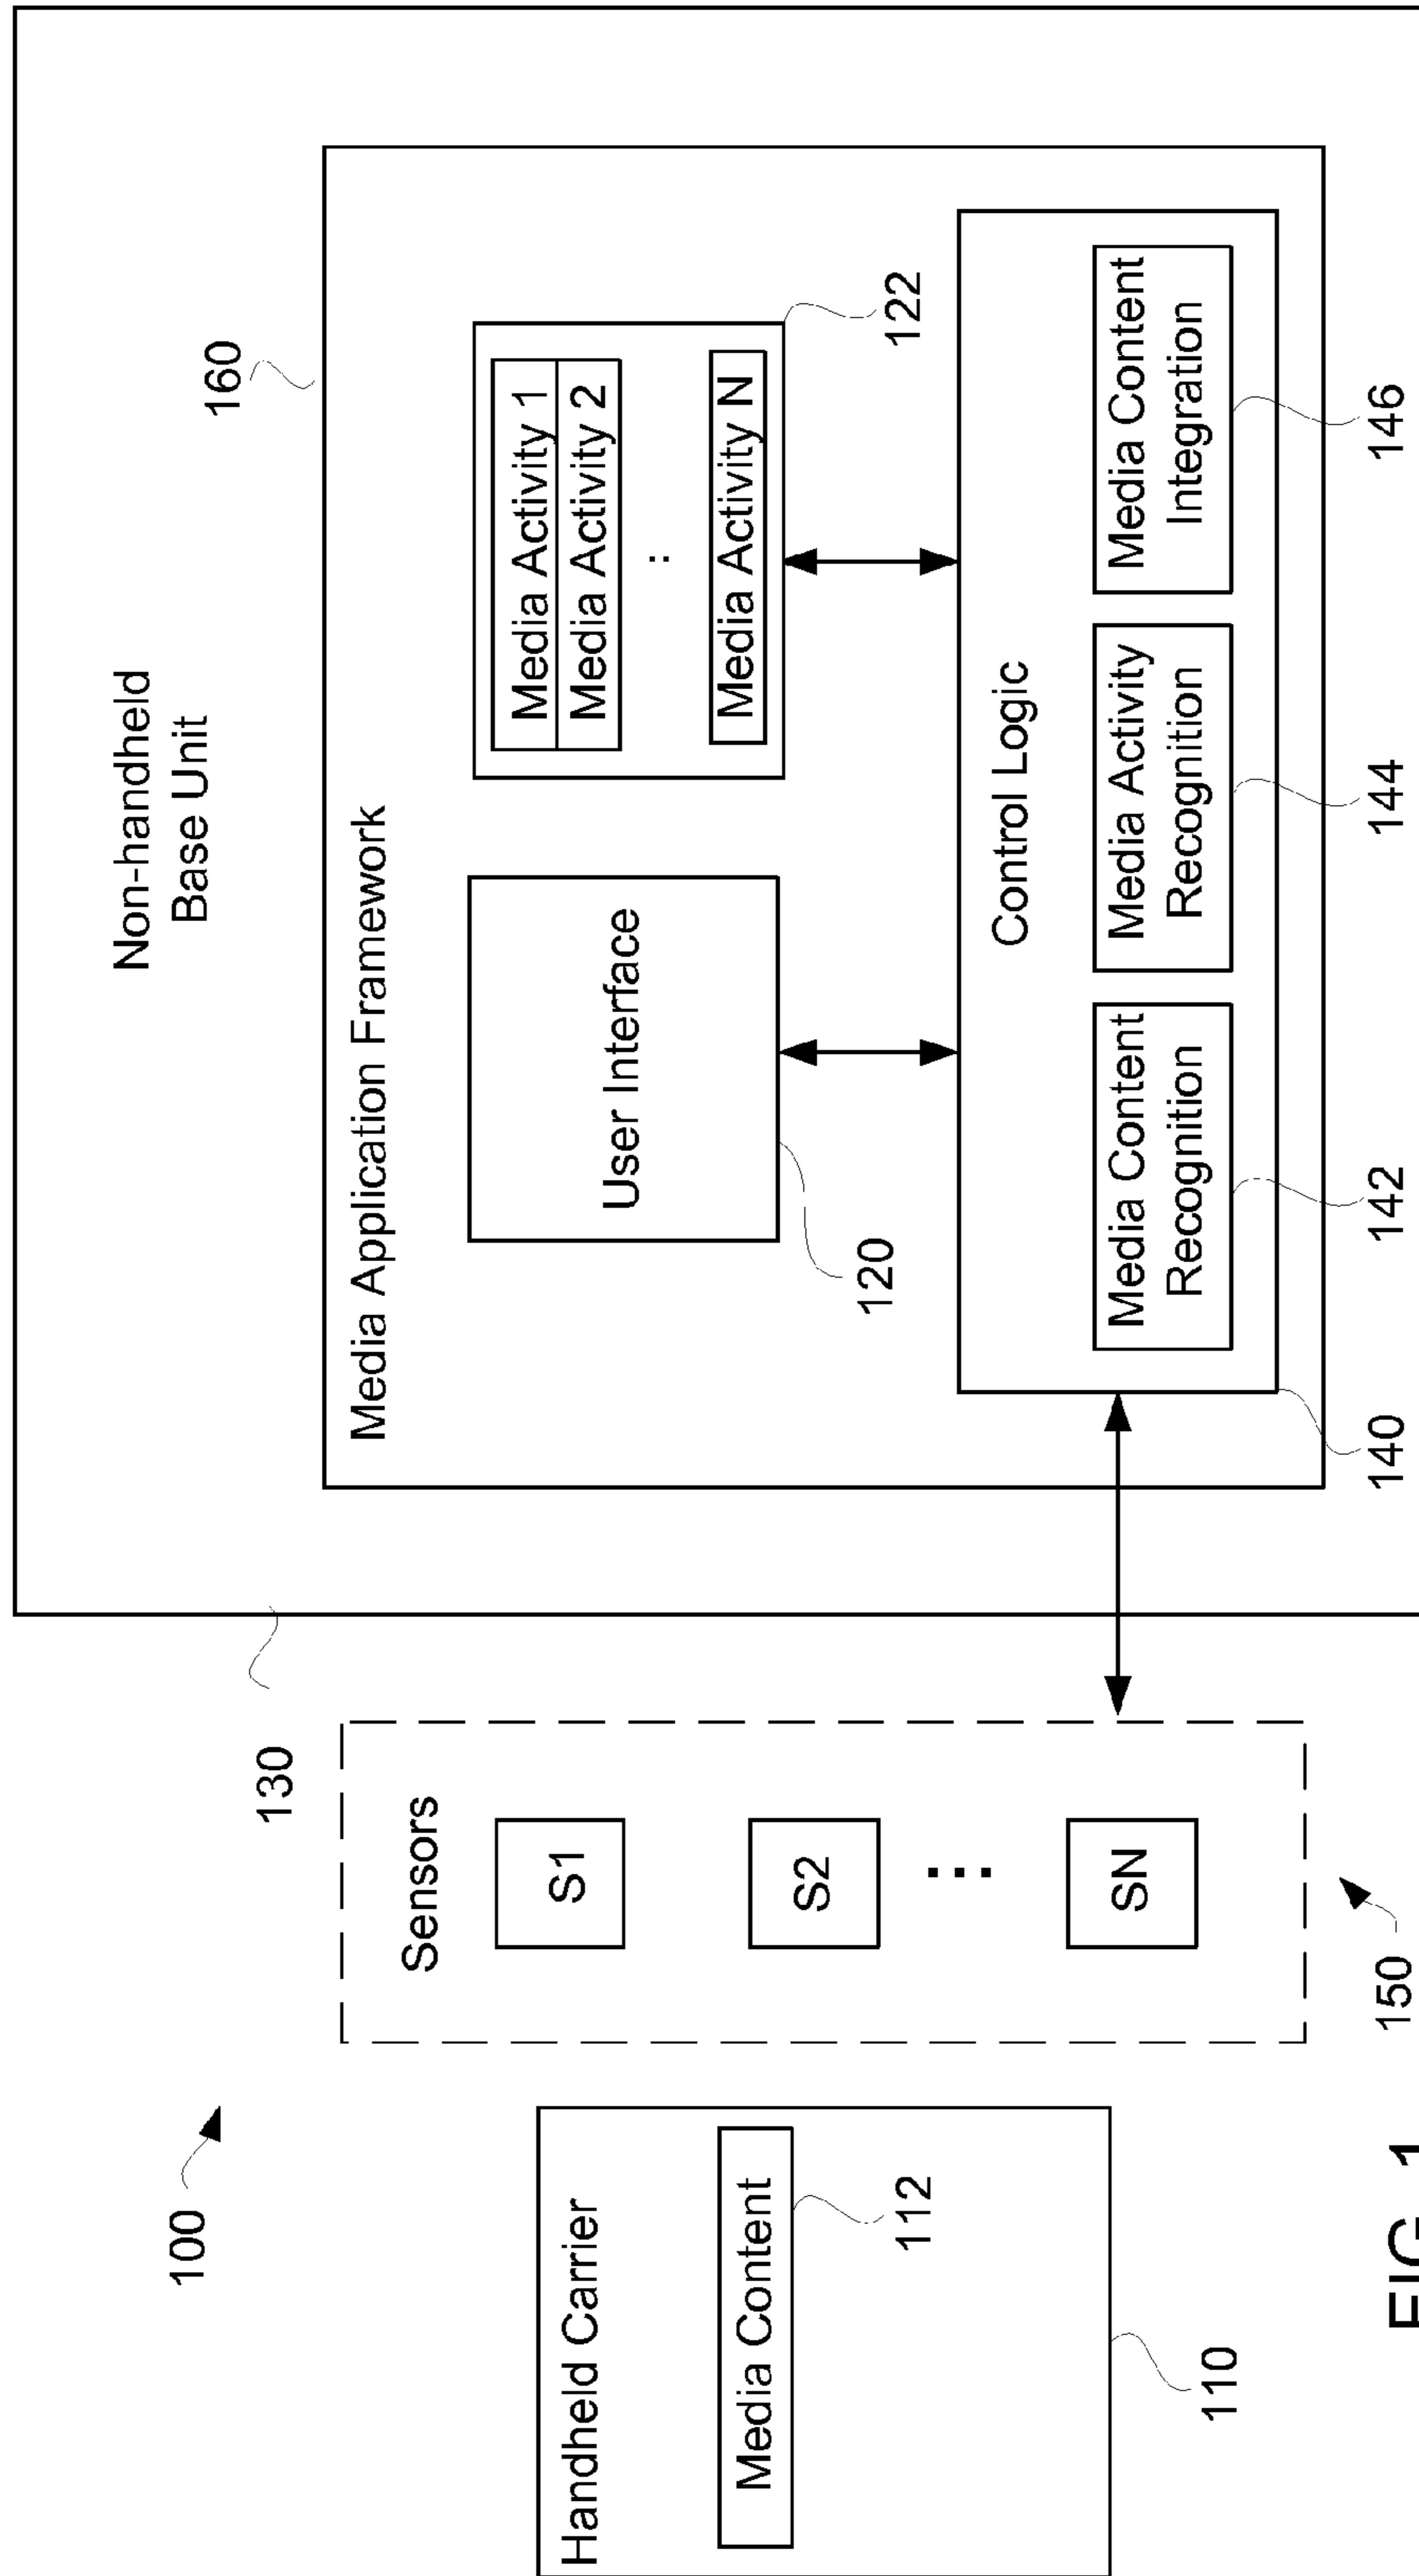 100
Handheld Carrier
Media Content
112
110
Sensors
S1
S2
...
SN
150
130
Non-handheld
Base Unit
160
Media Application Framework
User Interface
120
Media Activity 1
Media Activity 2
:
Media Activity N
122
Control Logic
Media Content
Recognition
142
Media Activity
Recognition
144
Media Content
Integration
146
140
FIG. 1